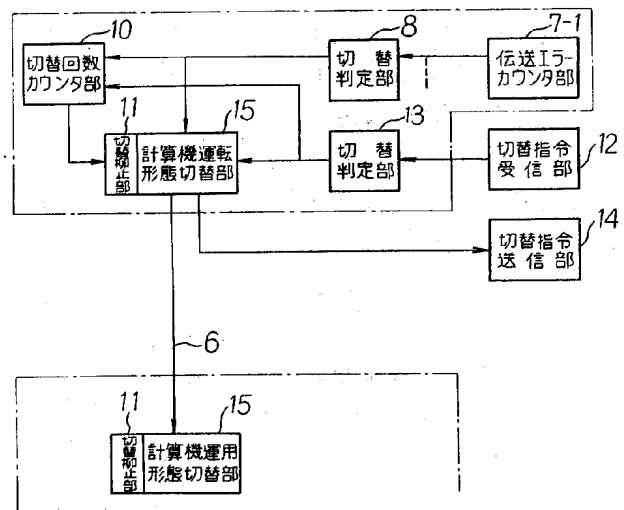 10
切替回数
カウンタ部
8
切替
判定部
7-1
伝送エラー
カウンタ部
11
切替抑止部
15
計算機運転
形態切替部
13
切替
判定部
12
切替指令
受信部
14
切替指令
送信部
6
11
切替抑止部
15
計算機運用
形態切替部